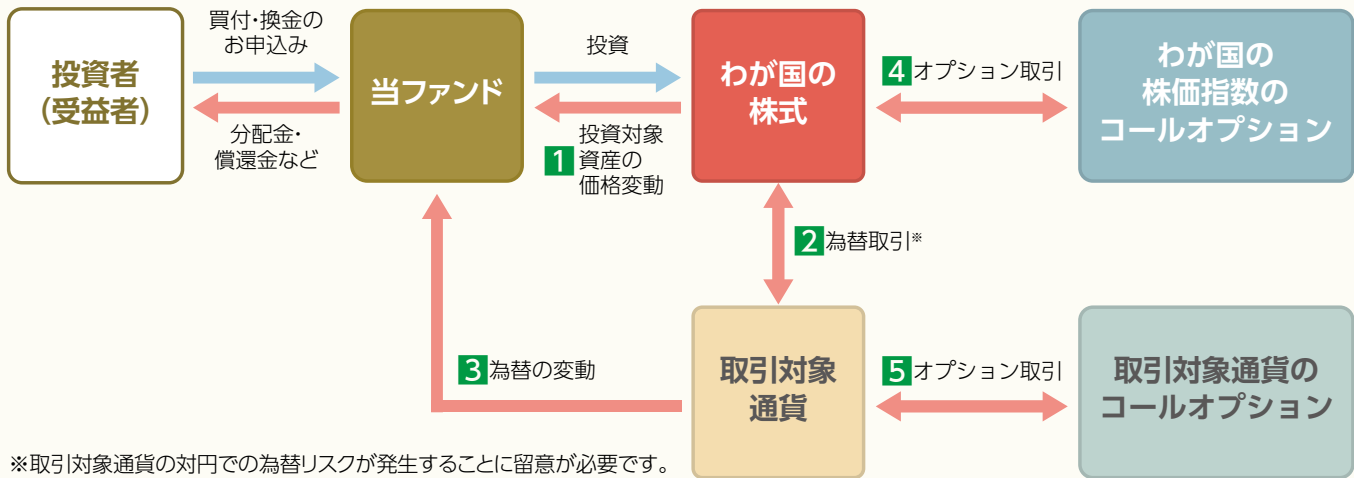 投資者
(受益者)
買付・換金の
お申込み
分配金・
償還金など
当ファンド
投資
1 投資対象
資産の
価格変動
わが国の
株式
4 オプション取引
わが国の
株価指数の
コールオプション
2 為替取引※
3 為替の変動
取引対象
通貨
5 オプション取引
取引対象通貨の
コールオプション
※取引対象通貨の対円での為替リスクが発生することに留意が必要です。